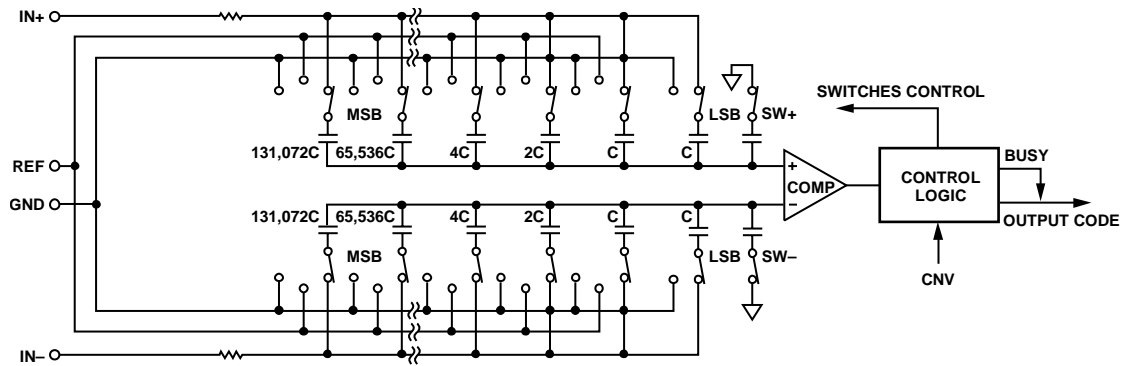 IN+
MSB
LSB
SW+
SWITCHES CONTROL
131,072C
65,536C
4C
2C
C
C
BUSY
REF
+
COMP
−
CONTROL
LOGIC
GND
OUTPUT CODE
131,072C
65,536C
4C
2C
C
C
MSB
LSB
SW−
CNV
IN−